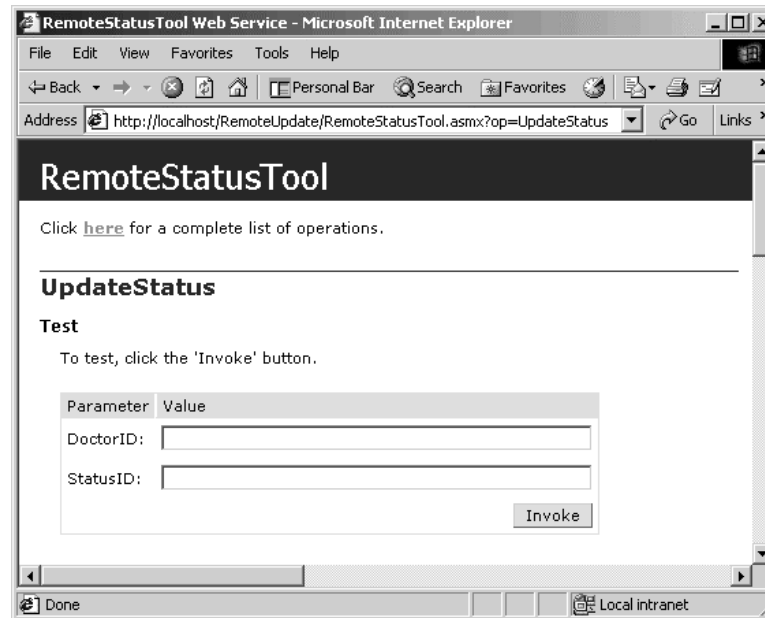 RemoteStatusTool Web Service - Microsoft Internet Explorer
File Edit View Favorites Tools Help
Back Personal Bar Search Favorites
Address http://localhost/RemoteUpdate/RemoteStatusTool.asmx?op=UpdateStatus Go Links
RemoteStatusTool
Click here for a complete list of operations.
UpdateStatus
Test
To test, click the 'Invoke' button.
Parameter Value
DoctorID:
StatusID:
Invoke
Done Local intranet